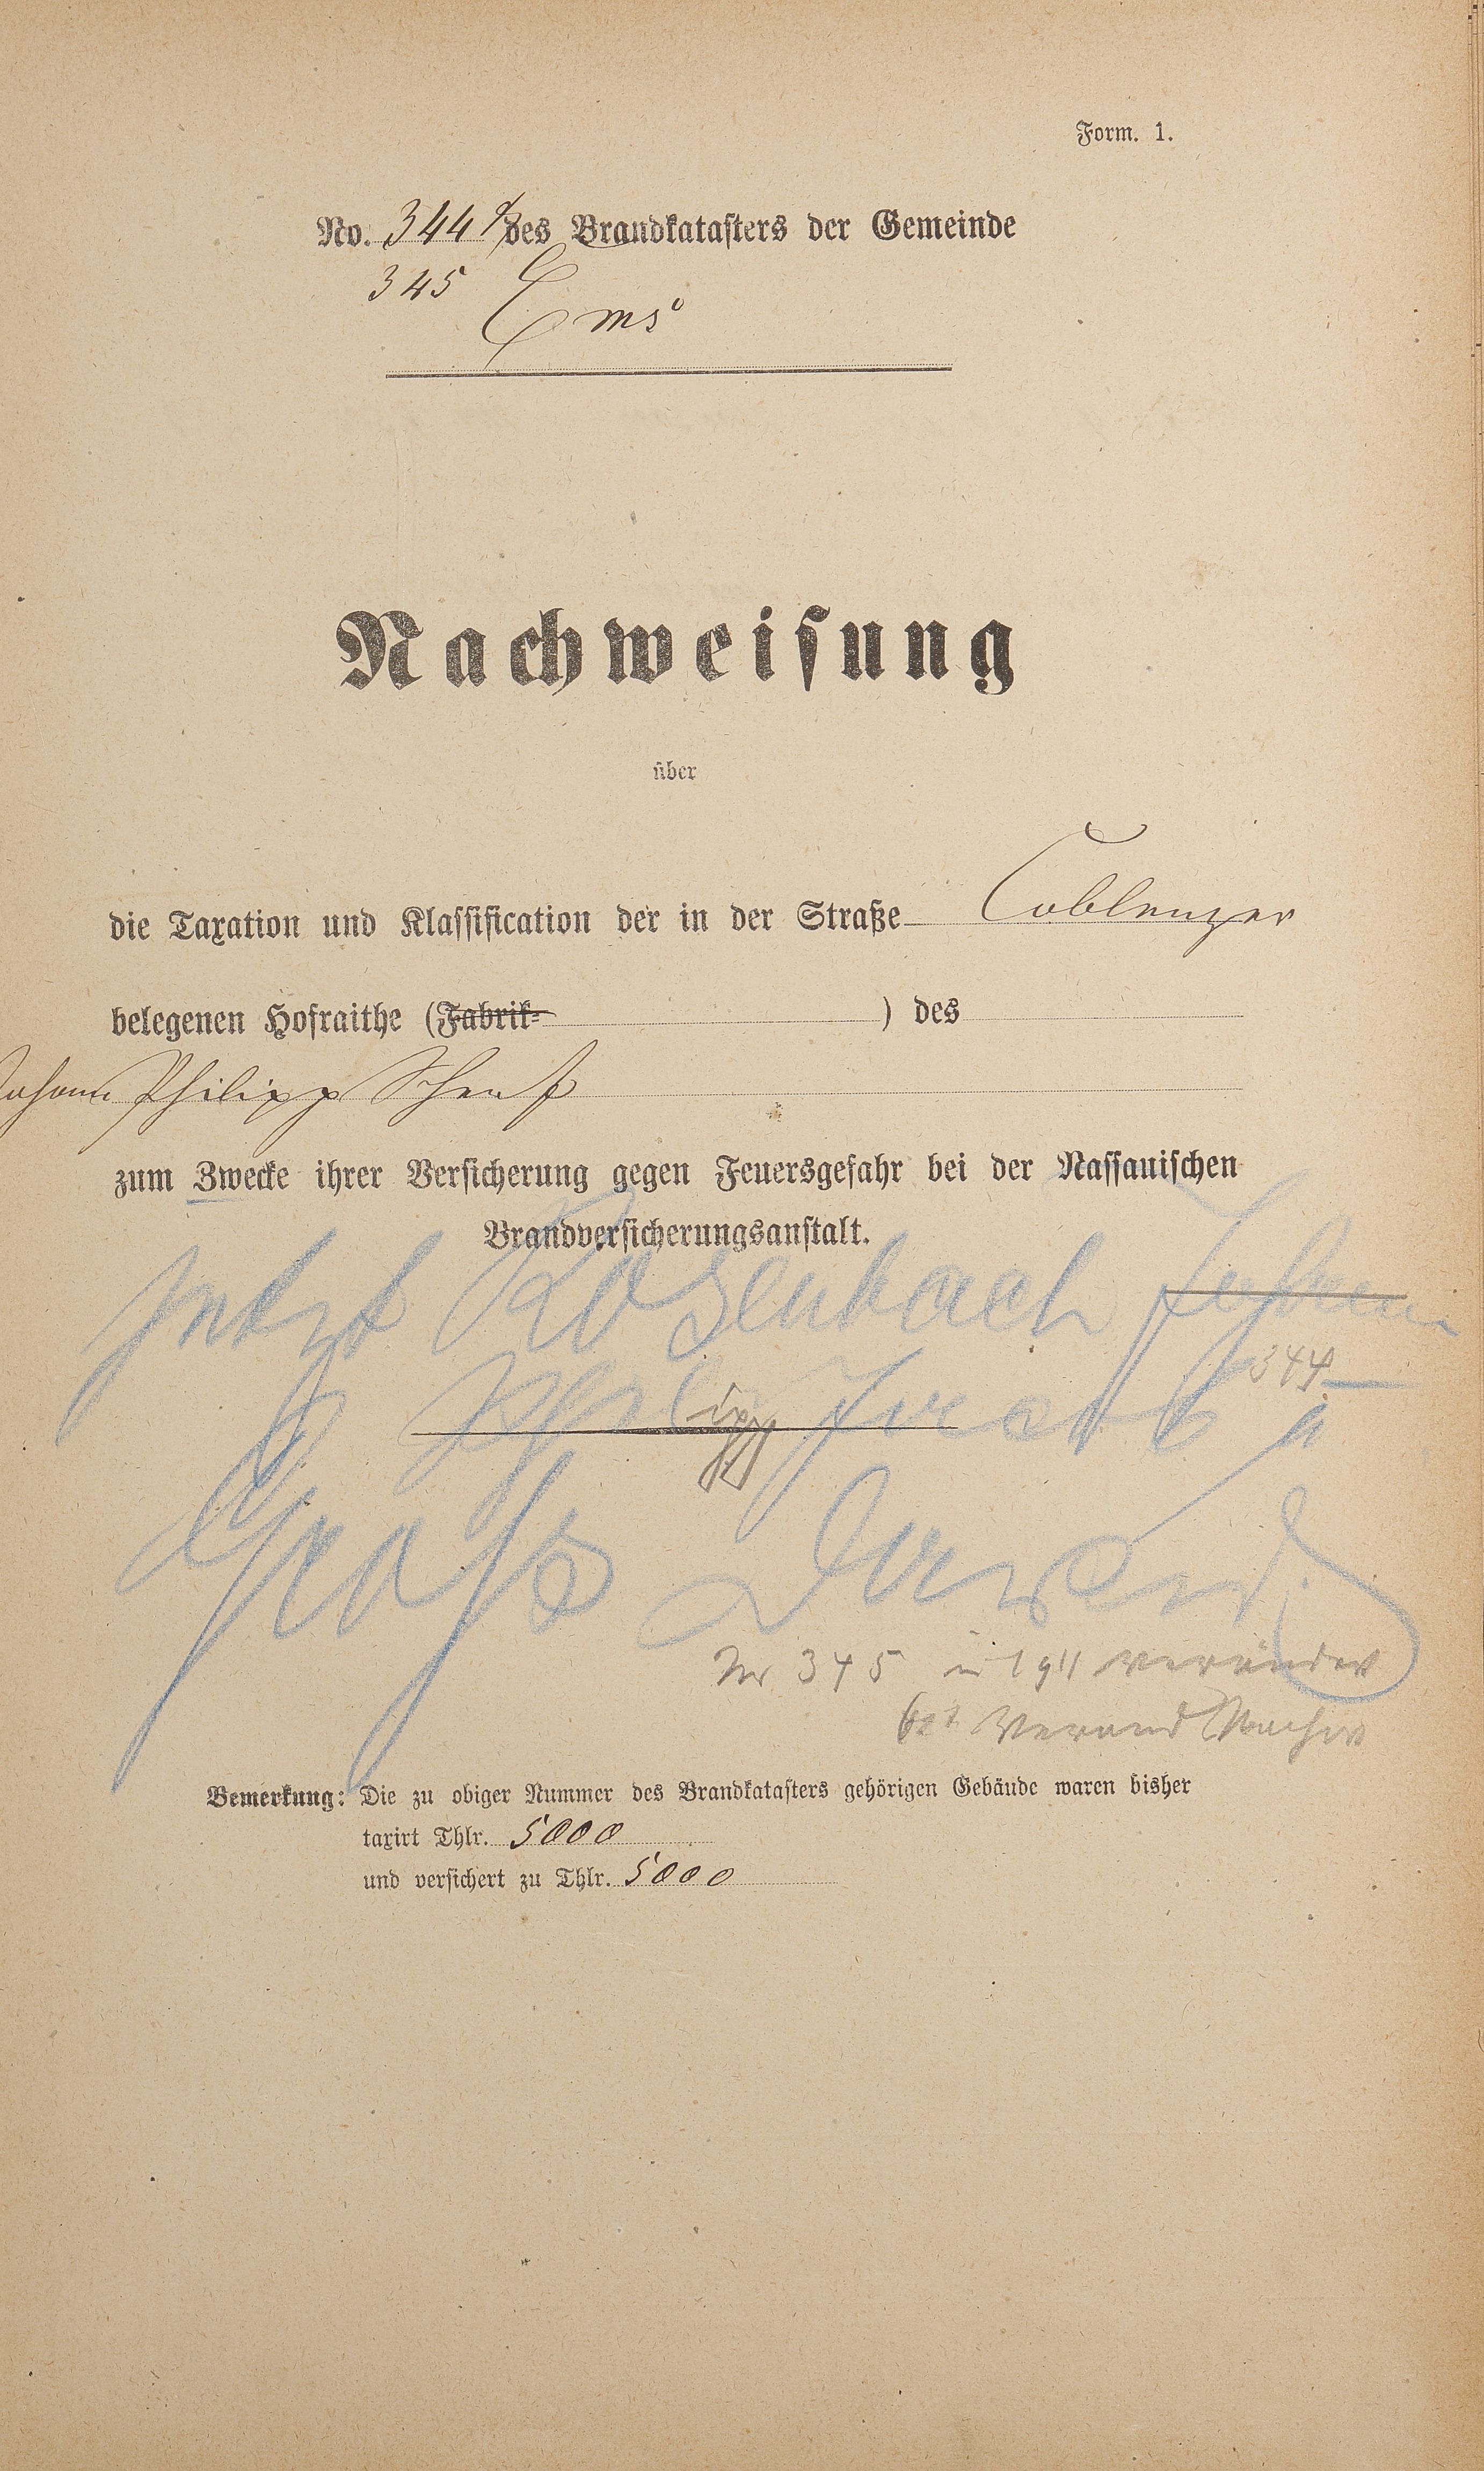 Form. 1.
No. 344 des Brandkatasters der Gemeinde
345 Ems
Nachweisung
über
die Taxation und Klassification der in der Straße Coblenzer
belegenen Hofraithe (Fabrik-                ) des
Johann Philipp Schenk
zum Zwecke ihrer Versicherung gegen Feuersgefahr bei der Nassauischen
Brandversicherungsanstalt.
jetzt Rosenbach
344
Philipp
Nr 345 in 1911 verändert
Bemerkung: Die zu obiger Nummer des Brandkatasters gehörigen Gebäude waren bisher
taxirt Thlr. 5000
und versichert zu Thlr. 5000